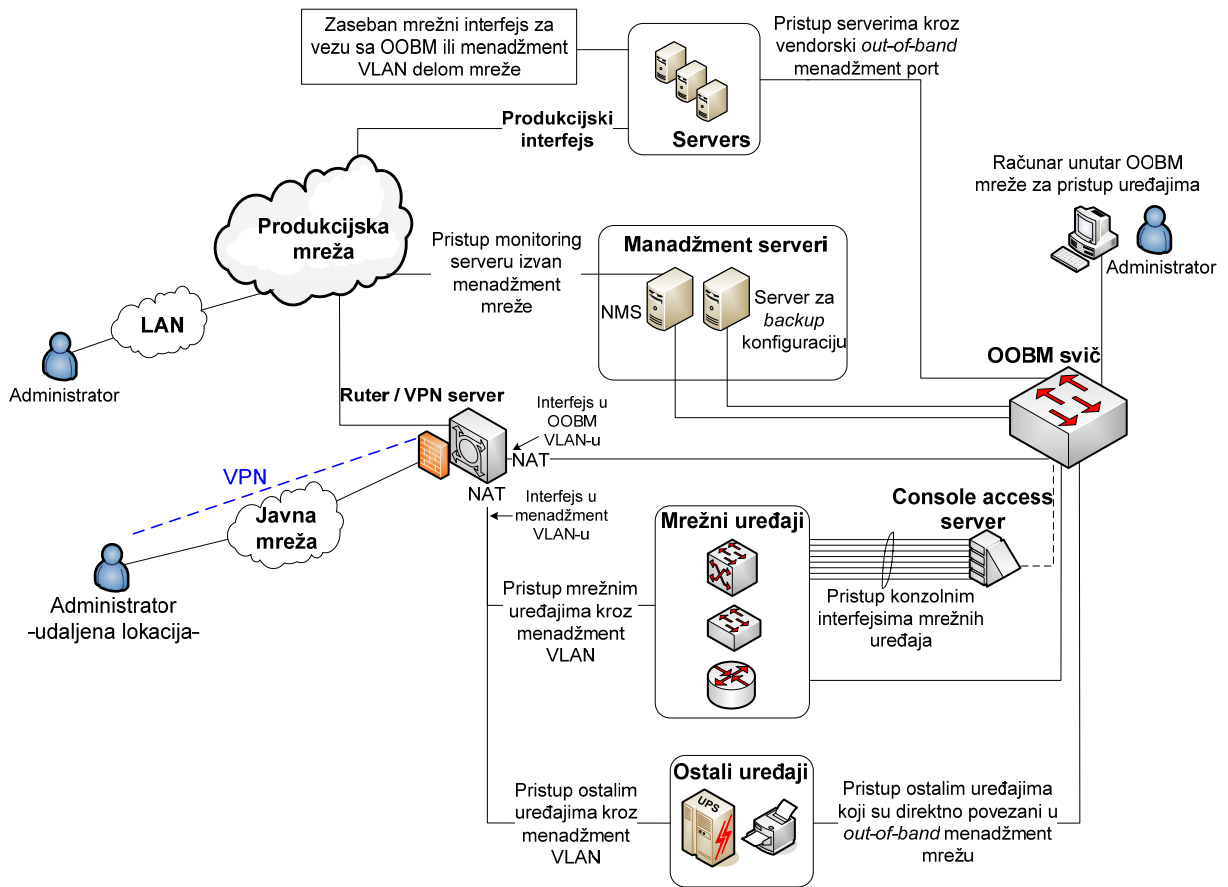 Zaseban mrežni interfejs za
vezu sa OOBM ili menadžment
VLAN delom mreže
Servers
Pristup serverima kroz
vendorski out-of-band
menadžment port
Produkcijski
interfejs
Računar unutar OOBM
mreže za pristup uređajima
Administrator
Produkcijska
mreža
Pristup monitoring
serveru izvan
menadžment
mreže
Manadžment serveri
NMS
Server za
backup
konfiguraciju
LAN
Administrator
OOBM svič
Ruter / VPN server
Interfejs u
OOBM
VLAN-u
NAT
NAT
Interfejs u
menadžment
VLAN-u
VPN
Javna
mreža
Administrator
-udaljena lokacija-
Mrežni uređaji
Console access
server
Pristup mrežnim
uređajima kroz
menadžment
VLAN
Pristup konzolnim
interfejsima mrežnih
uređaja
Ostali uređaji
UPS
Pristup ostalim
uređajima kroz
menadžment
VLAN
Pristup ostalim uređajima
koji su direktno povezani u
out-of-band menadžment
mrežu